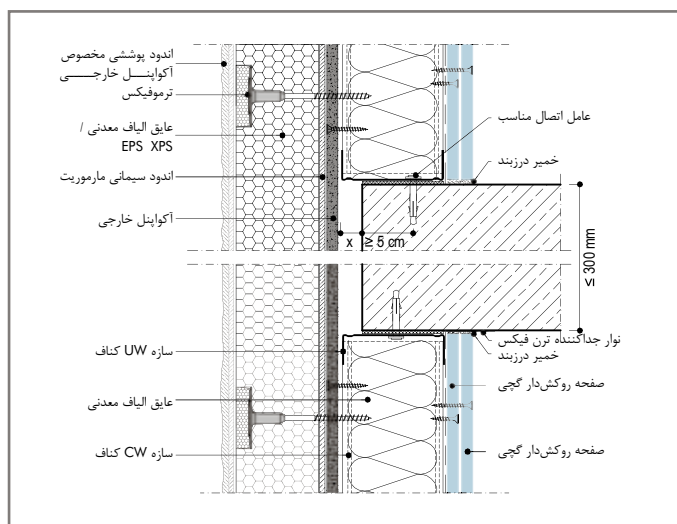 اندود پوششی مخصوص
آکواپنل خارجی
ترموفیکس
عایق الیاف معدنی /
EPS XPS
اندود سیمانی مارموریت
آکواپنل خارجی
عامل اتصال مناسب
خمیر درزبند
x
≥ 5 cm
≤ 300 mm
نوار جداکننده ترن فیکس
خمیر درزبند
سازه UW کناف
صفحه روکش‌دار گچی
عایق الیاف معدنی
سازه CW کناف
صفحه روکش‌دار گچی